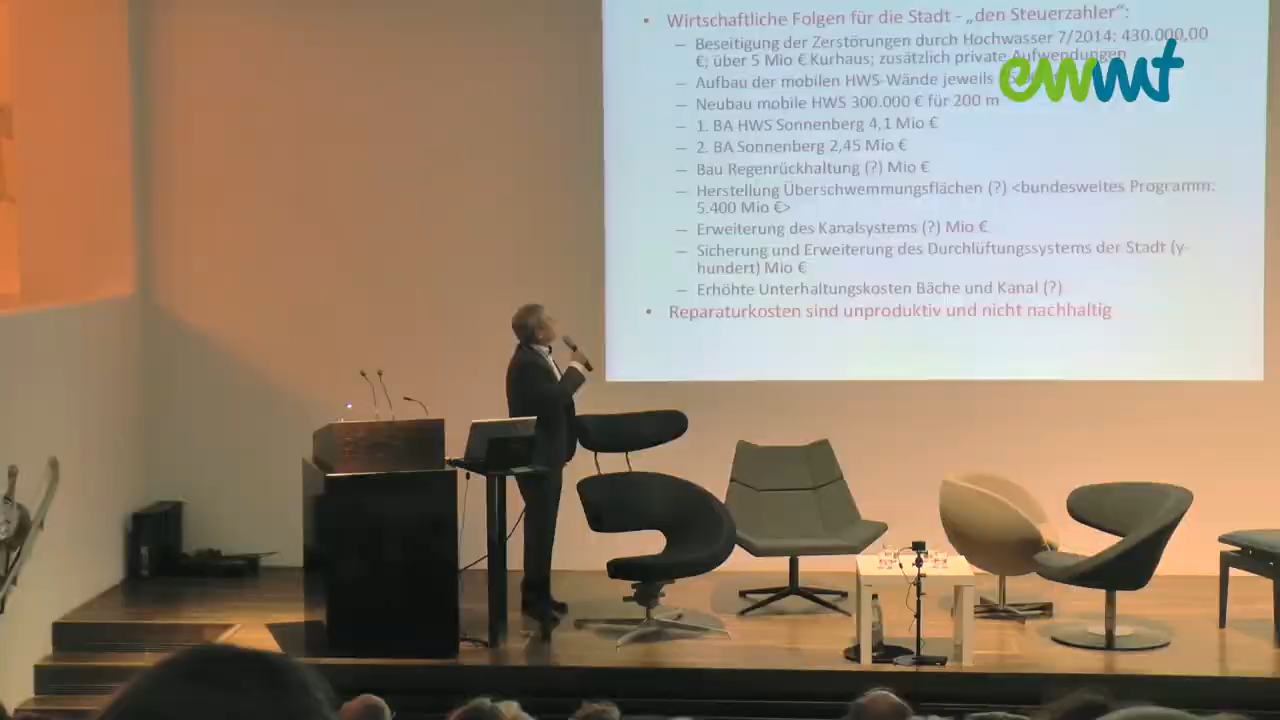 • Wirtschaftliche Folgen für die Stadt - „den Steuerzahler“:
– Beseitigung der Zerstörungen durch Hochwasser 7/2014: 430.000,00
€; über 5 Mio € Kurhaus; zusätzlich private Aufwendungen
– Aufbau der mobilen HWS-Wände jeweils
– Neubau mobile HWS 300.000 € für 200 m
– 1. BA HWS Sonnenberg 4,1 Mio €
– 2. BA Sonnenberg 2,45 Mio €
– Bau Regenrückhaltung (?) Mio €
– Herstellung Überschwemmungsflächen (?) <bundesweites Programm:
5.400 Mio €>
– Erweiterung des Kanalsystems (?) Mio €
– Sicherung und Erweiterung des Durchlüftungssystems der Stadt (y-
hundert) Mio €
– Erhöhte Unterhaltungskosten Bäche und Kanal (?)
• Reparaturkosten sind unproduktiv und nicht nachhaltig